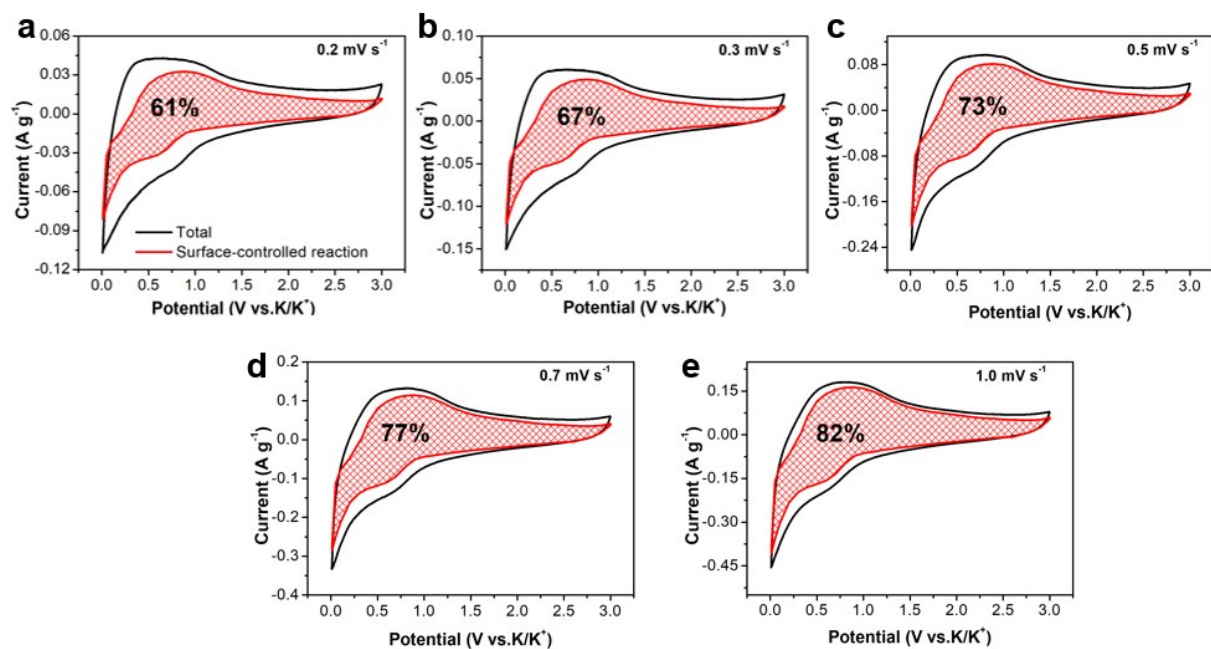 a
0.2 mV s⁻¹
0.06
0.03
0.00
-0.03
-0.06
-0.09
-0.12
Current (A g⁻¹)
61%
Total
Surface-controlled reaction
0.0 0.5 1.0 1.5 2.0 2.5 3.0
Potential (V vs.K/K⁺)
b
0.3 mV s⁻¹
0.10
0.05
0.00
-0.05
-0.10
-0.15
Current (A g⁻¹)
67%
0.0 0.5 1.0 1.5 2.0 2.5 3.0
Potential (V vs.K/K⁺)
c
0.5 mV s⁻¹
0.08
0.00
-0.08
-0.16
-0.24
Current (A g⁻¹)
73%
0.0 0.5 1.0 1.5 2.0 2.5 3.0
Potential (V vs.K/K⁺)
d
0.7 mV s⁻¹
0.2
0.1
0.0
-0.1
-0.2
-0.3
-0.4
Current (A g⁻¹)
77%
0.0 0.5 1.0 1.5 2.0 2.5 3.0
Potential (V vs.K/K⁺)
e
1.0 mV s⁻¹
0.15
0.00
-0.15
-0.30
-0.45
Current (A g⁻¹)
82%
0.0 0.5 1.0 1.5 2.0 2.5 3.0
Potential (V vs.K/K⁺)